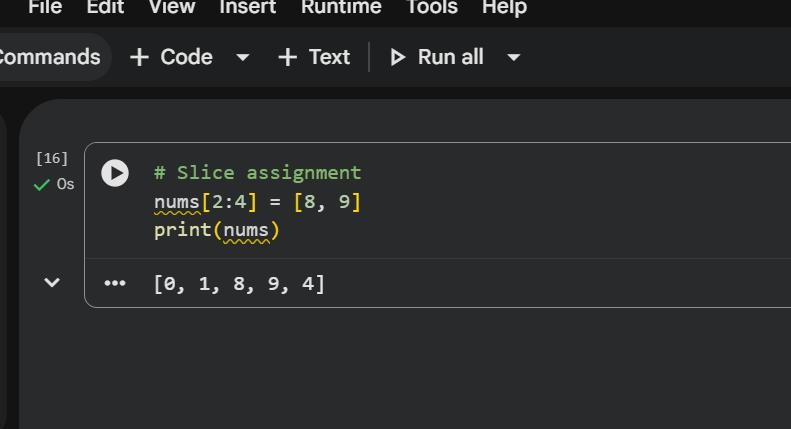 File Edit View Insert Runtime Tools Help
Commands + Code + Text Run all
[16]
0s
# Slice assignment
nums[2:4] = [8, 9]
print(nums)
[0, 1, 8, 9, 4]